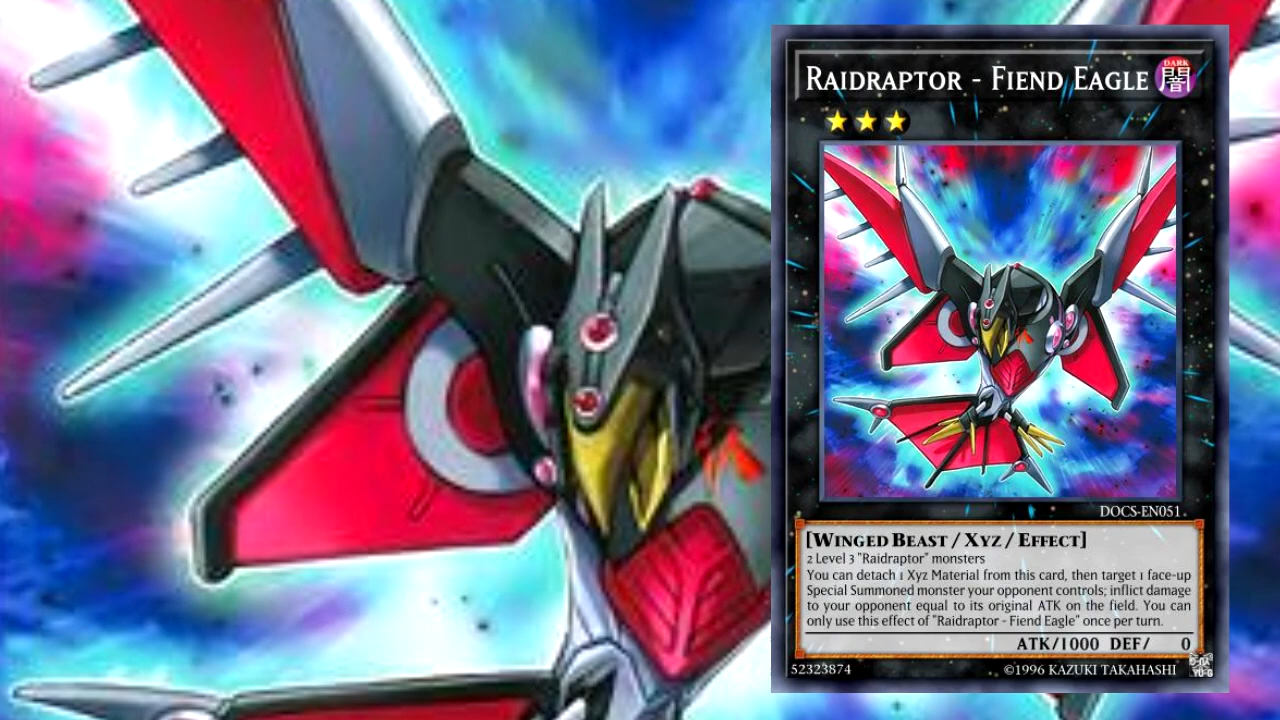 Raidraptor - Fiend Eagle
DARK
闇
DOCS-EN051
[Winged Beast / Xyz / Effect]
2 Level 3 "Raidraptor" monsters
You can detach 1 Xyz Material from this card, then target 1 face-up
Special Summoned monster your opponent controls; inflict damage
to your opponent equal to its original ATK on the field. You can
only use this effect of "Raidraptor - Fiend Eagle" once per turn.
ATK/1000 DEF/ 0
52323874
©1996 KAZUKI TAKAHASHI